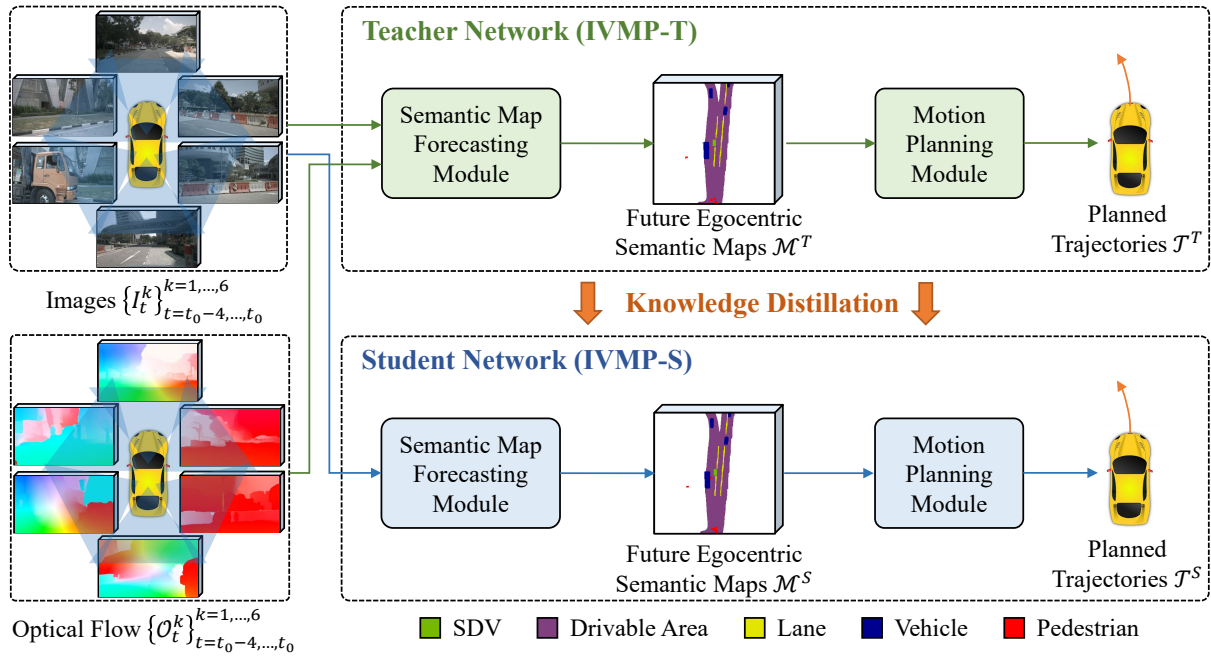 Teacher Network (IVMP-T)
Semantic Map
Forecasting
Module
Motion
Planning
Module
Future Egocentric
Semantic Maps ℳ^T
Planned
Trajectories 𝒯^T
Images {I_t^k}_{t=t_0−4,…,t_0}^{k=1,…,6}
Knowledge Distillation
Student Network (IVMP-S)
Semantic Map
Forecasting
Module
Motion
Planning
Module
Future Egocentric
Semantic Maps ℳ^S
Planned
Trajectories 𝒯^S
Optical Flow {𝒪_t^k}_{t=t_0−4,…,t_0}^{k=1,…,6}
SDV Drivable Area Lane Vehicle Pedestrian